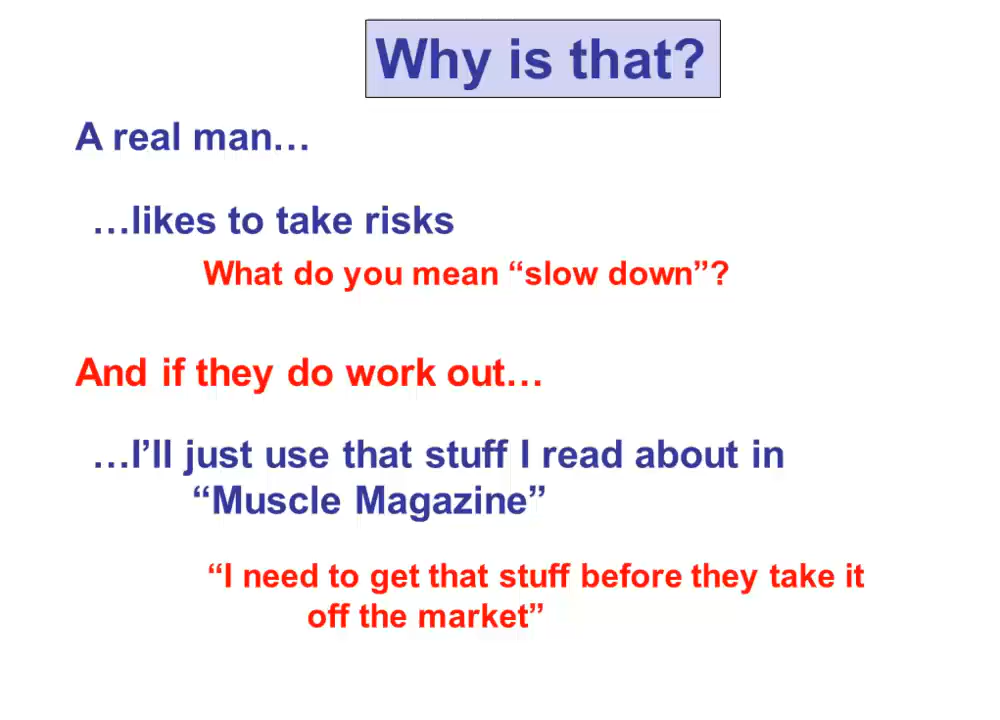 Why is that?
A real man…
…likes to take risks
What do you mean “slow down”?
And if they do work out…
…I’ll just use that stuff I read about in
“Muscle Magazine”
“I need to get that stuff before they take it
off the market”